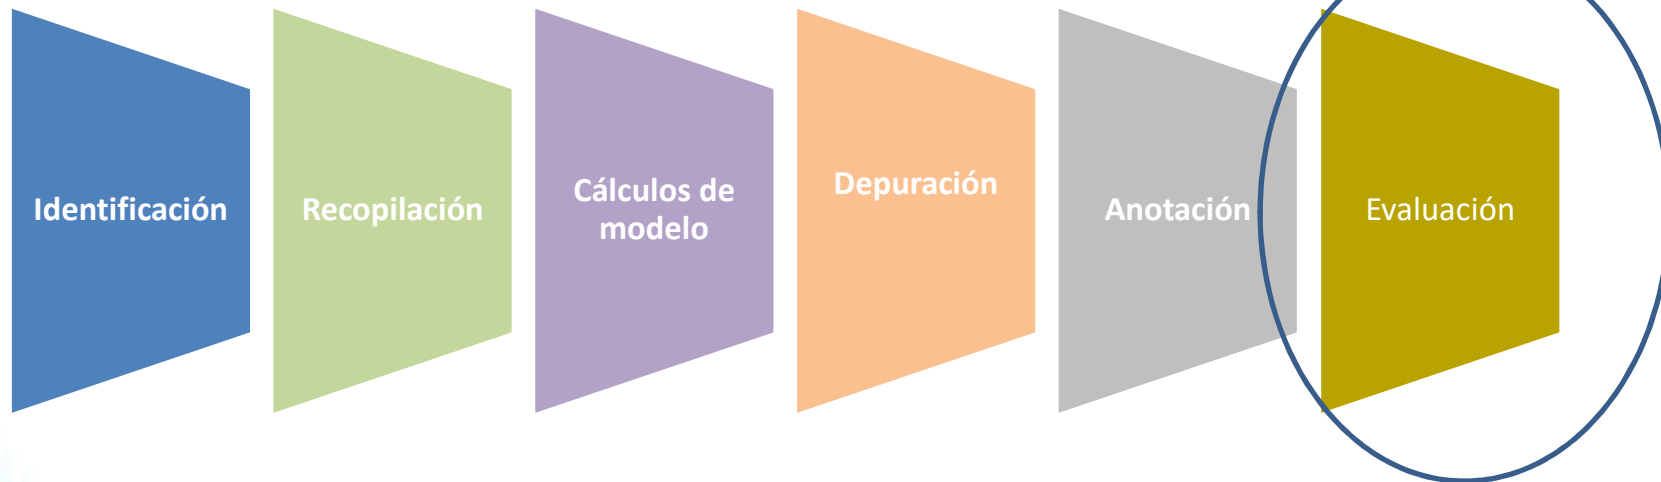 Identificación
Recopilación
Cálculos de
modelo
Depuración
Anotación
Evaluación